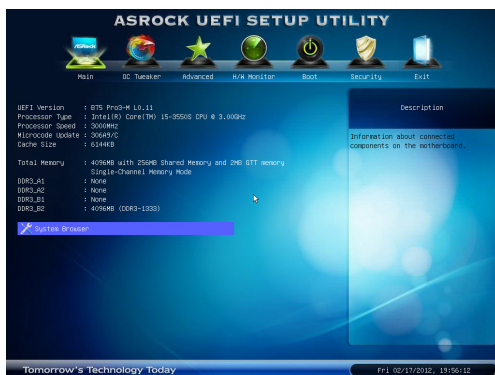 ASROCK UEFI SETUP UTILITY
ASRock
Main OC Tweaker Advanced H/W Monitor Boot Security Exit
UEFI Version : B75 Pro3-M L0.11
Processor Type : Intel(R) Core(TM) i5-3550S CPU @ 3.00GHz
Processor Speed : 3000MHz
Microcode Update : 306A9/C
Cache Size : 6144KB
Total Memory : 4096MB with 256MB Shared Memory and 2MB GTT memory
Single-Channel Memory Mode
DDR3_A1 : None
DDR3_A2 : None
DDR3_B1 : None
DDR3_B2 : 4096MB (DDR3-1333)
System Browser
Description
Information about connected
components on the motherboard.
Tomorrow's Technology Today
Fri 02/17/2012, 19:56:12